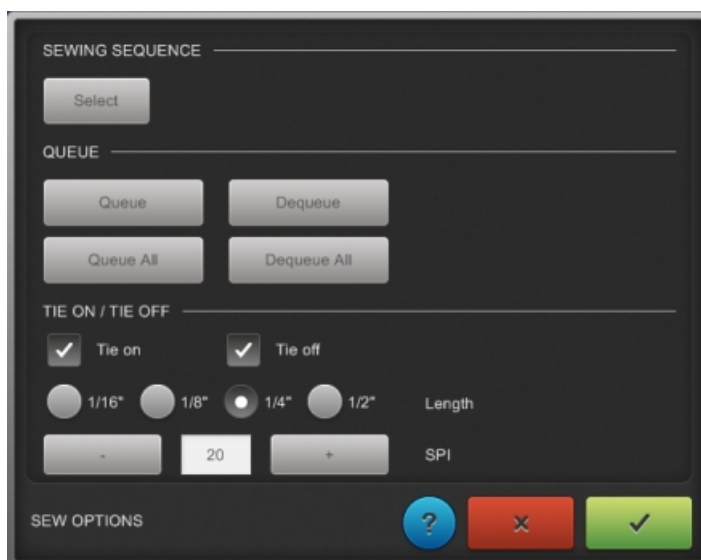 SEWING SEQUENCE
Select
QUEUE
Queue Dequeue
Queue All Dequeue All
TIE ON / TIE OFF
Tie on Tie off
1/16" 1/8" 1/4" 1/2" Length
- 20 + SPI
SEW OPTIONS ?